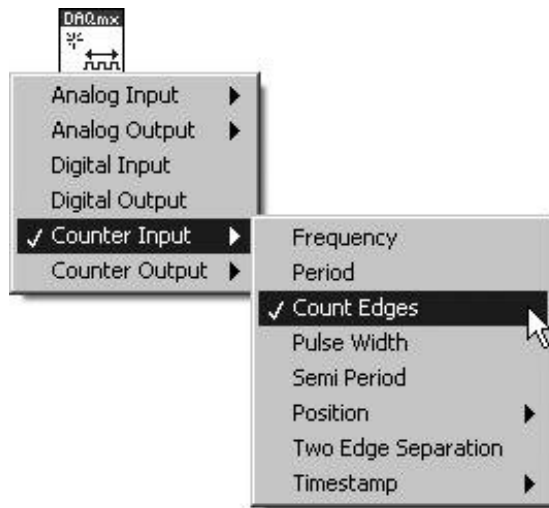 DAQmx
Analog Input
Analog Output
Digital Input
Digital Output
Counter Input
Counter Output
Frequency
Period
Count Edges
Pulse Width
Semi Period
Position
Two Edge Separation
Timestamp